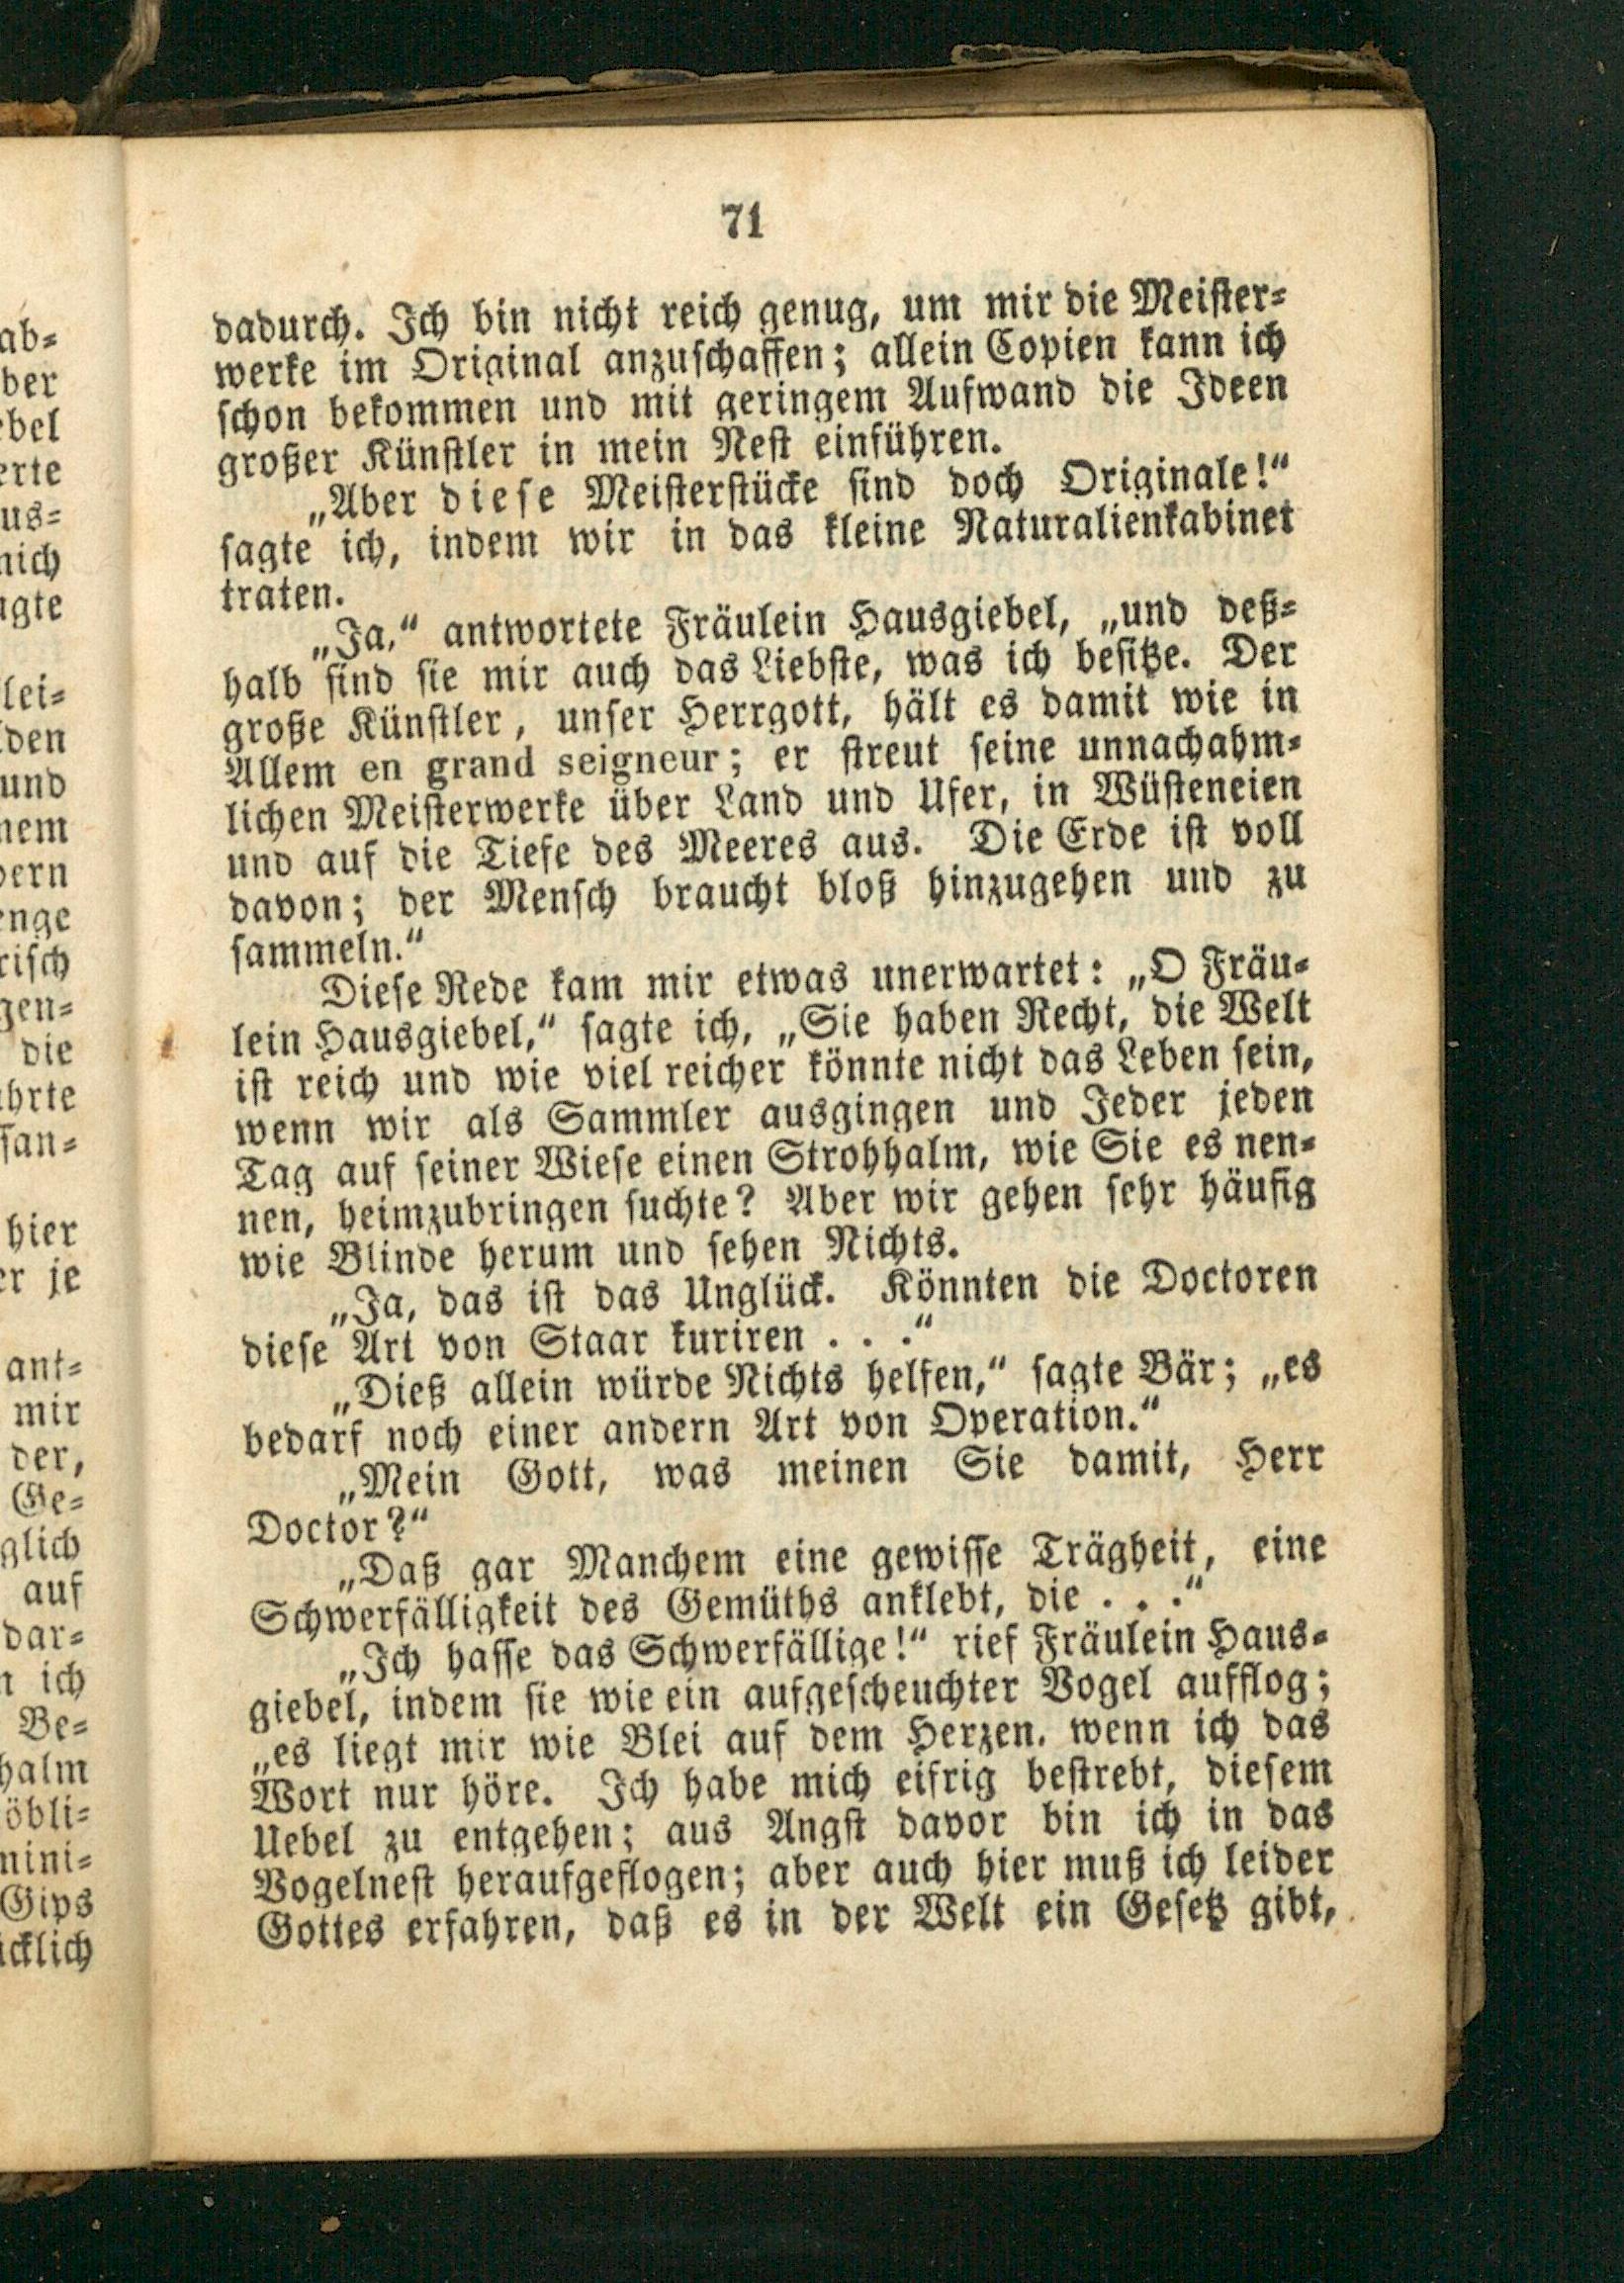 71
dadurch. Ich bin nicht reich genug, um mir die Meister-
werke im Original anzuschaffen; allein Copien kann ich
schon bekommen und mit geringem Aufwand die Ideen
großer Künstler in mein Nest einführen.
„Aber diese Meisterstücke sind doch Originale!“
sagte ich, indem wir in das kleine Naturalienkabinet
traten.
„Ja,“ antwortete Fräulein Hausgiebel, „und deß-
halb sind sie mir auch das Liebste, was ich besitze. Der
große Künstler, unser Herrgott, hält es damit wie in
Allem en grand seigneur; er streut seine unnachahm-
lichen Meisterwerke über Land und Ufer, in Wüsteneien
und auf die Tiefe des Meeres aus. Die Erde ist voll
davon; der Mensch braucht bloß hinzugehen und zu
sammeln.“
Diese Rede kam mir etwas unerwartet: „O Fräu-
lein Hausgiebel,“ sagte ich, „Sie haben Recht, die Welt
ist reich und wie viel reicher könnte nicht das Leben sein,
wenn wir als Sammler ausgingen und Jeder jeden
Tag auf seiner Wiese einen Strohhalm, wie Sie es nen-
nen, heimzubringen suchte? Aber wir gehen sehr häufig
wie Blinde herum und sehen Nichts.
„Ja, das ist das Unglück. Könnten die Doctoren
diese Art von Staar kuriren . . .“
„Dieß allein würde Nichts helfen,“ sagte Bär; „es
bedarf noch einer andern Art von Operation.“
„Mein Gott, was meinen Sie damit, Herr
Doctor?“
„Daß gar Manchem eine gewisse Trägheit, eine
Schwerfälligkeit des Gemüths anklebt, die . . .“
„Ich hasse das Schwerfällige!“ rief Fräulein Haus-
giebel, indem sie wie ein aufgescheuchter Vogel aufflog;
„es liegt mir wie Blei auf dem Herzen, wenn ich das
Wort nur höre. Ich habe mich eifrig bestrebt, diesem
Uebel zu entgehen; aus Angst davor bin ich in das
Vogelnest heraufgeflogen; aber auch hier muß ich leider
Gottes erfahren, daß es in der Welt ein Gesetz gibt,